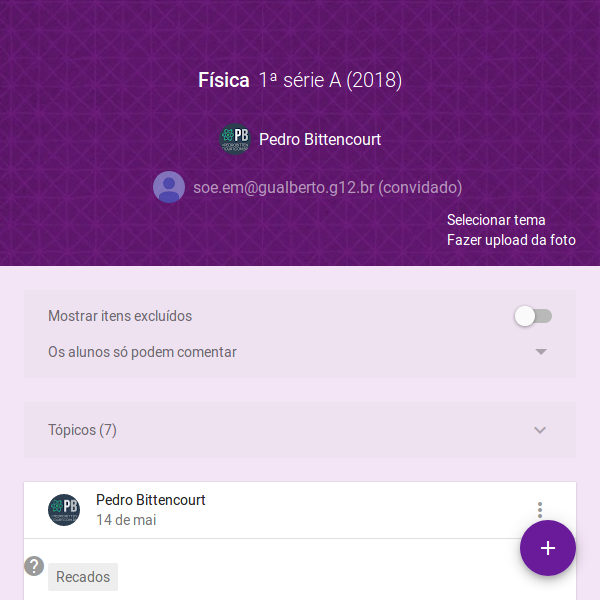 Física 1ª série A (2018)
PB
Pedro Bittencourt
soe.em@gualberto.g12.br (convidado)
Selecionar tema
Fazer upload da foto
Mostrar itens excluídos
Os alunos só podem comentar
Tópicos (7)
PB
Pedro Bittencourt
14 de mai
Recados